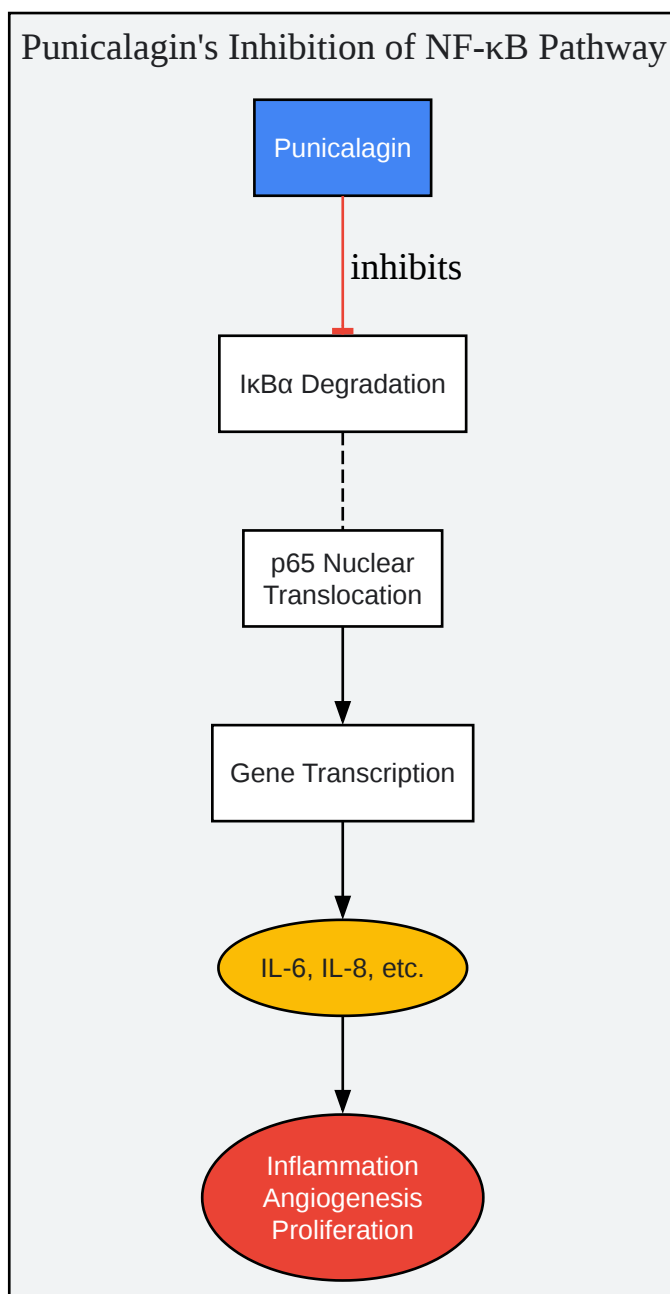 Punicalagin's Inhibition of NF-κB Pathway
Punicalagin
inhibits
IκBα Degradation
p65 Nuclear
Translocation
Gene Transcription
IL-6, IL-8, etc.
Inflammation
Angiogenesis
Proliferation